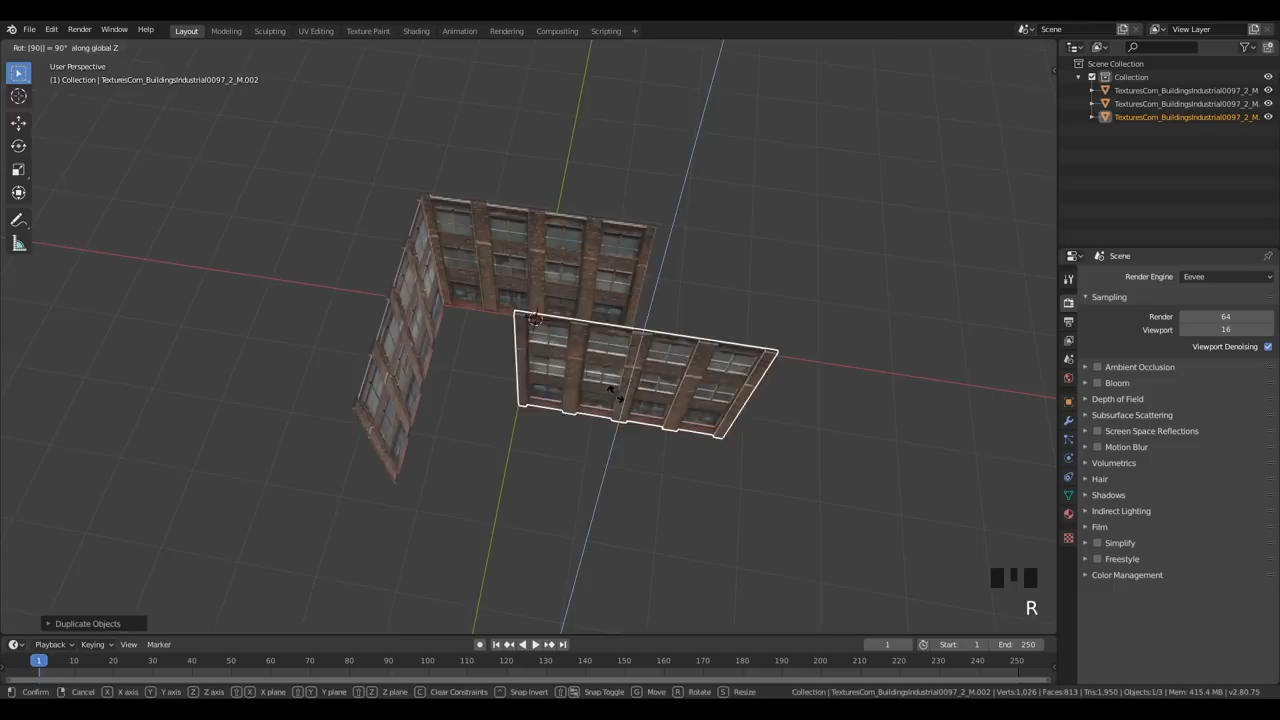 File Edit Render Window Help Layout Modeling Sculpting UV Editing Texture Paint Shading Animation Rendering Compositing Scripting + Scene View Layer
Rot: [90|] = 90° along global Z
User Perspective
(1) Collection | TexturesCom_BuildingsIndustrial0097_2_M.002
Scene Collection
Collection
TexturesCom_BuildingsIndustrial0097_2_M
TexturesCom_BuildingsIndustrial0097_2_M.
TexturesCom_BuildingsIndustrial0097_2_M.
Scene
Render Engine Eevee
Sampling
Render 64
Viewport 16
Viewport Denoising
Ambient Occlusion
Bloom
Depth of Field
Subsurface Scattering
Screen Space Reflections
Motion Blur
Volumetrics
Hair
Shadows
Indirect Lighting
Film
Simplify
Freestyle
Color Management
R
Duplicate Objects
Playback Keying View Marker 1 Start: 1 End: 250
1 10 20 30 40 50 60 70 80 90 100 110 120 130 140 150 160 170 180 190 200 210 220 230 240 250
Confirm Cancel X X axis Y Y axis Z Z axis X X plane Y Y plane Z Z plane C Clear Constraints Snap Invert Snap Toggle G Move R Rotate S Resize Collection | TexturesCom_BuildingsIndustrial0097_2_M.002 | Verts:1,026 | Faces:813 | Tris:1,950 | Objects:1/3 | Mem: 415.4 MB | v2.80.75